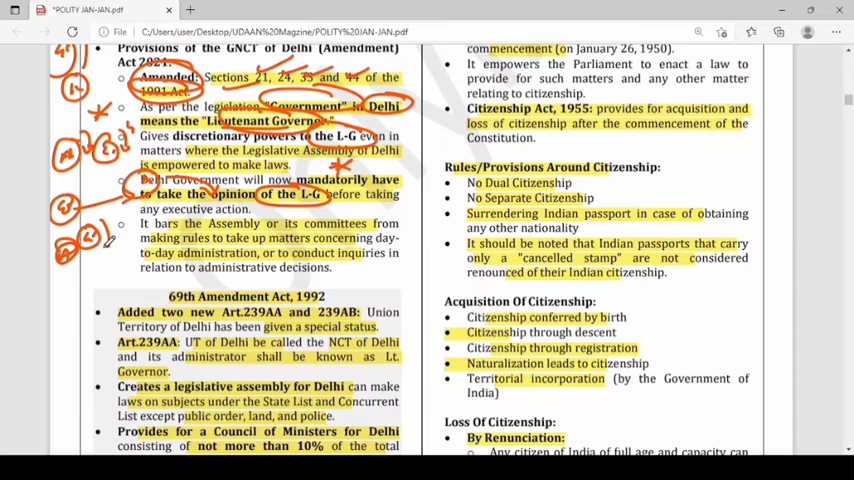 *POLITY JAN-JAN.pdf
File
C:/Users/user/Desktop/UDAAN%20Magzine/POLITY%20JAN-JAN.pdf
Provisions of the GNCT of Delhi (Amendment)
Act 2021:
Amended: Sections 21, 24, 33 and 44 of the
1991 Act.
As per the legislation, "Government" in Delhi
means the "Lieutenant Governor."
Gives discretionary powers to the L-G even in
matters where the Legislative Assembly of Delhi
is empowered to make laws.
Delhi Government will now mandatorily have
to take the opinion of the L-G before taking
any executive action.
It bars the Assembly or its committees from
making rules to take up matters concerning day-
to-day administration, or to conduct inquiries in
relation to administrative decisions.
69th Amendment Act, 1992
Added two new Art.239AA and 239AB: Union
Territory of Delhi has been given a special status.
Art.239AA: UT of Delhi be called the NCT of Delhi
and its administrator shall be known as Lt.
Governor.
Creates a legislative assembly for Delhi can make
laws on subjects under the State List and Concurrent
List except public order, land, and police.
Provides for a Council of Ministers for Delhi
consisting of not more than 10% of the total
commencement (on January 26, 1950)
It empowers the Parliament to enact a law to
provide for such matters and any other matter
relating to citizenship.
Citizenship Act, 1955: provides for acquisition and
loss of citizenship after the commencement of the
Constitution.
Rules/Provisions Around Citizenship:
No Dual Citizenship
No Separate Citizenship
Surrendering Indian passport in case of obtaining
any other nationality
It should be noted that Indian passports that carry
only a "cancelled stamp" are not considered
renounced of their Indian citizenship.
Acquisition Of Citizenship:
Citizenship conferred by birth
Citizenship through descent
Citizenship through registration
Naturalization leads to citizenship
Territorial incorporation (by the Government of
India)
Loss Of Citizenship:
By Renunciation:
Any citizen of India of full age and capacity can